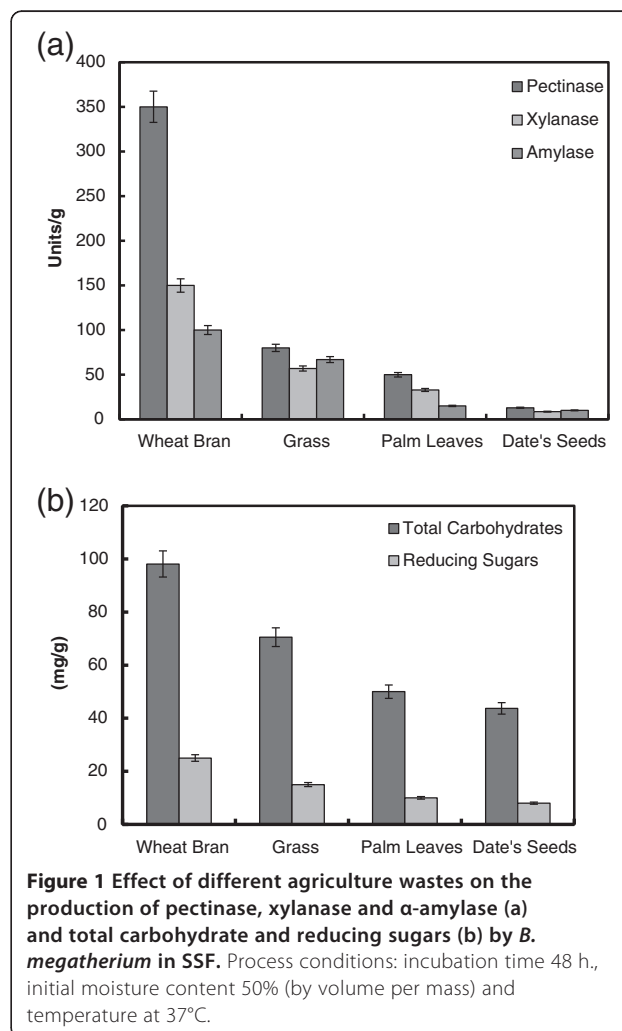 (a)
400
350
300
250
200
150
100
50
0
Units/g
Pectinase
Xylanase
Amylase
Wheat Bran Grass Palm Leaves Date's Seeds
(b)
120
100
80
60
40
20
0
(mg/g)
Total Carbohydrates
Reducing Sugars
Wheat Bran Grass Palm Leaves Date's Seeds
Figure 1 Effect of different agriculture wastes on the
production of pectinase, xylanase and α-amylase (a)
and total carbohydrate and reducing sugars (b) by B.
megatherium in SSF. Process conditions: incubation time 48 h.,
initial moisture content 50% (by volume per mass) and
temperature at 37°C.